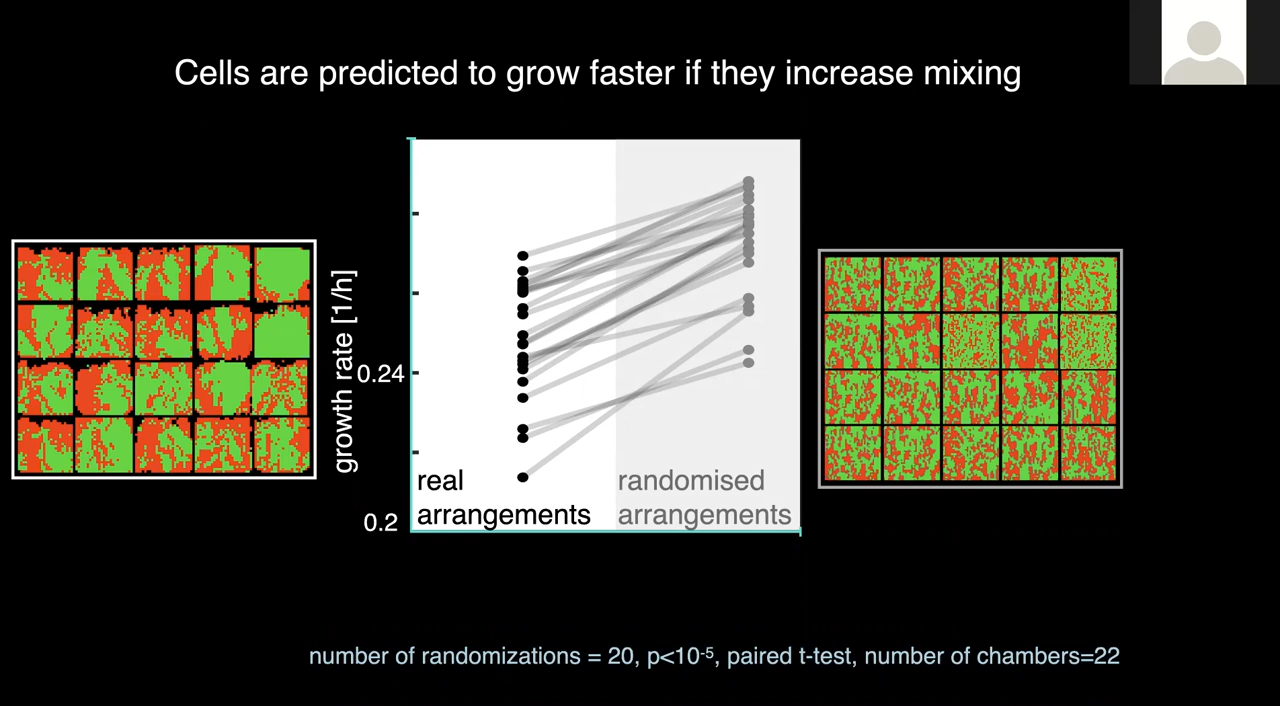 Cells are predicted to grow faster if they increase mixing
growth rate [1/h]
0.24
0.2
real
arrangements
randomised
arrangements
number of randomizations = 20, p<10⁻⁵, paired t-test, number of chambers=22